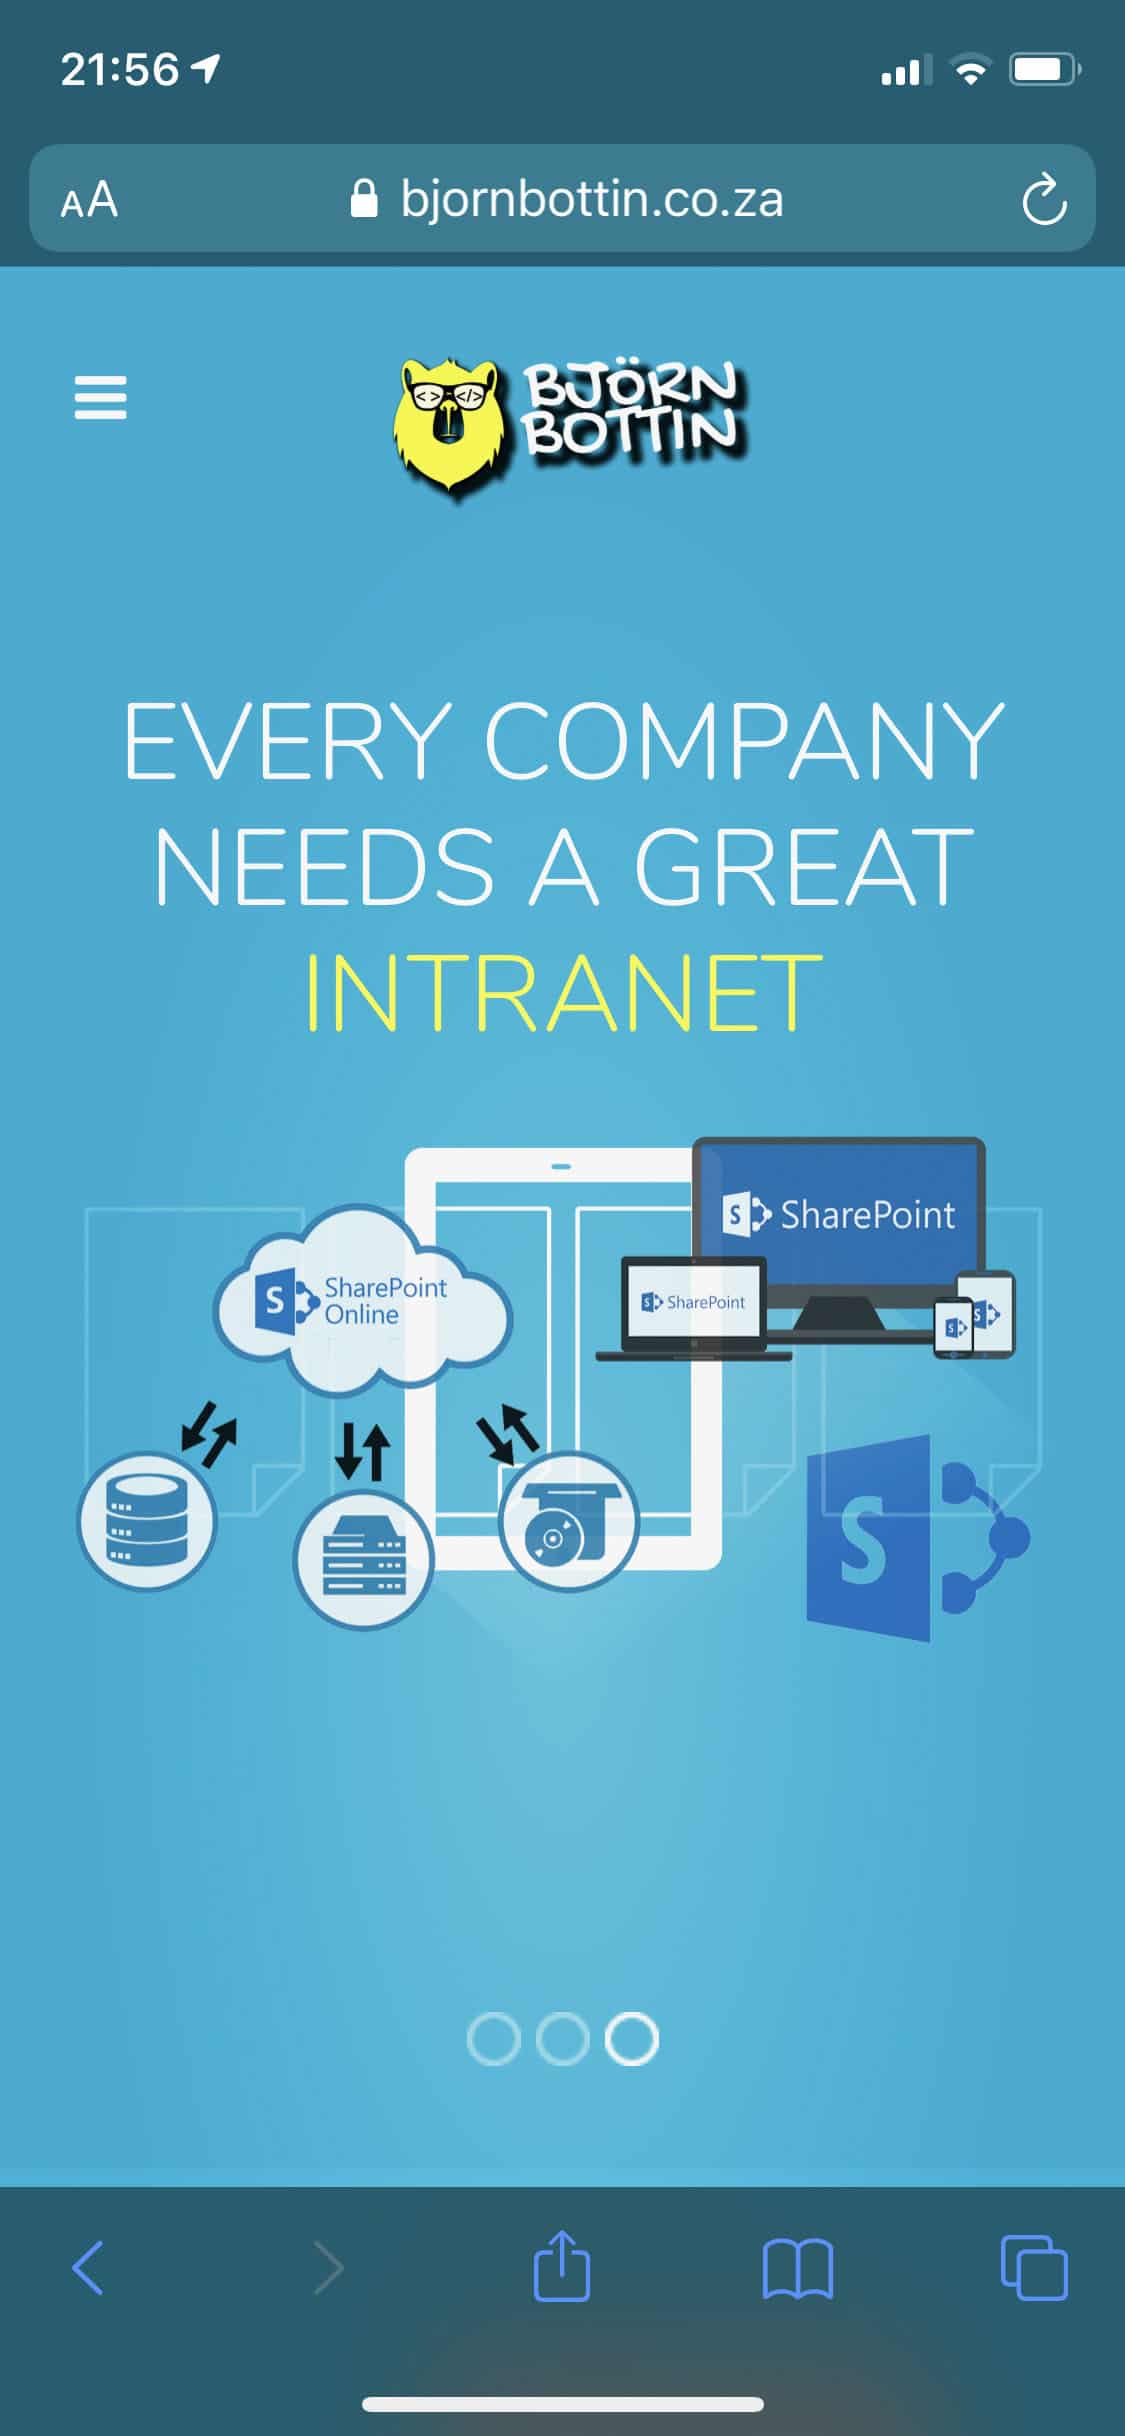 21:56
AA
bjornbottin.co.za
<> </>
BJÖRN
BOTTIN
EVERY COMPANY
NEEDS A GREAT
INTRANET
S SharePoint
SharePoint
Online
S
S SharePoint
S
S
S